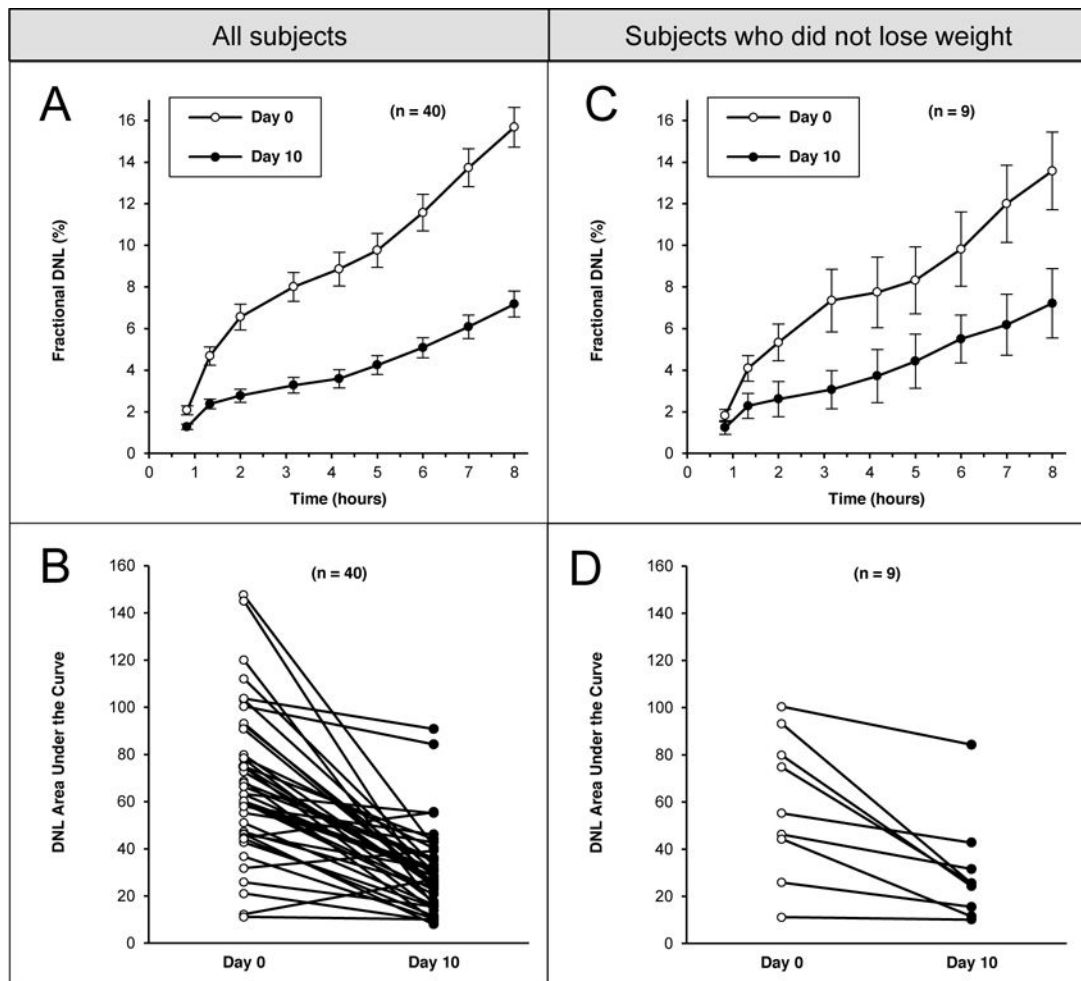 All subjects
Subjects who did not lose weight
A
Day 0
Day 10
(n = 40)
Fractional DNL (%)
16
14
12
10
8
6
4
2
0
0 1 2 3 4 5 6 7 8
Time (hours)
C
Day 0
Day 10
(n = 9)
Fractional DNL (%)
16
14
12
10
8
6
4
2
0
0 1 2 3 4 5 6 7 8
Time (hours)
B
(n = 40)
DNL Area Under the Curve
160
140
120
100
80
60
40
20
0
Day 0 Day 10
D
(n = 9)
DNL Area Under the Curve
160
140
120
100
80
60
40
20
0
Day 0 Day 10